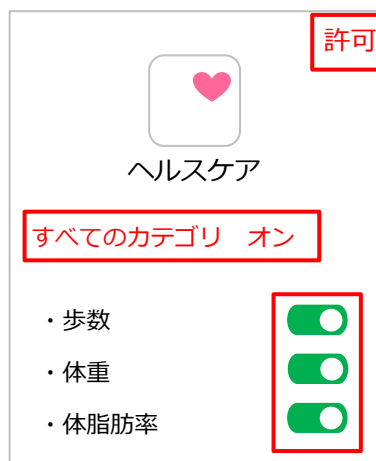 許可
ヘルスケア
すべてのカテゴリ　オン
・歩数
・体重
・体脂肪率